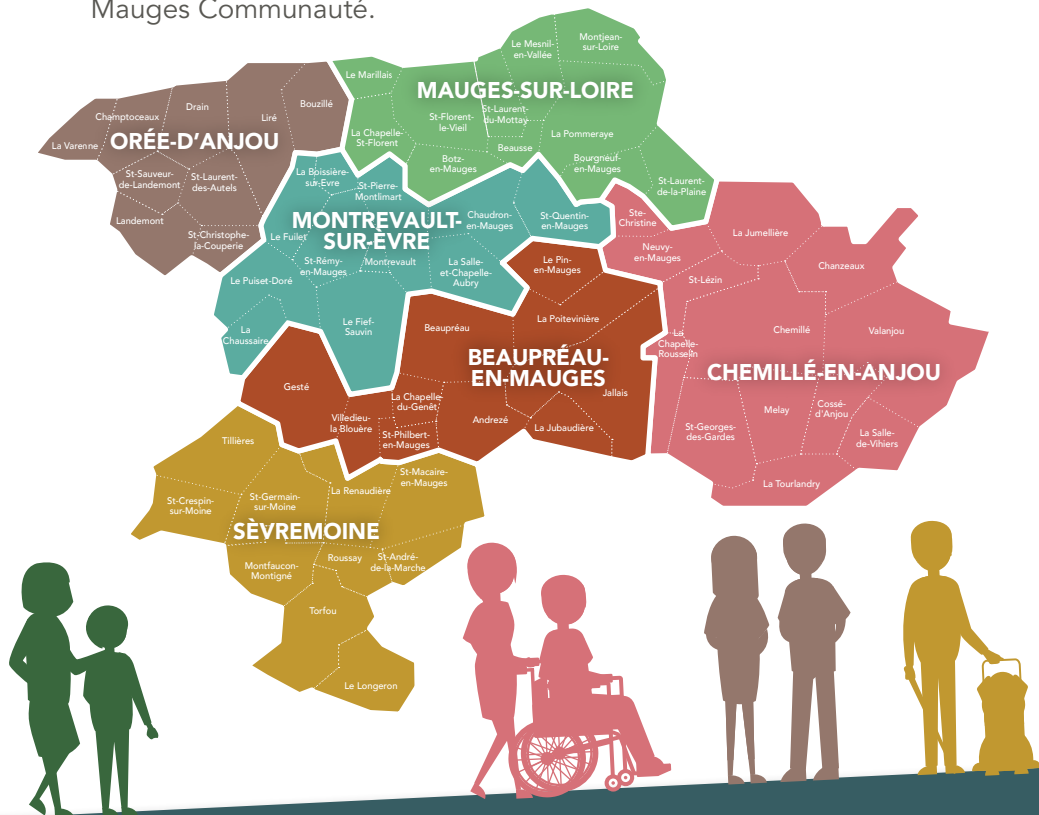 Mauges Communauté.
MAUGES-SUR-LOIRE
Le Mesnil-
en-Vallée
Montjean-
sur-Loire
Le Marillais
St-Florent-
le-Vieil
St-Laurent-
du-Mottay
La Chapelle-
St-Florent
Beausse
La Pommeraye
Botz-
en-Mauges
Bourgneuf-
en-Mauges
St-Laurent-
de-la-Plaine
ORÉE-D'ANJOU
Bouzillé
Drain
Liré
Champtoceaux
La Varenne
St-Sauveur-
de-Landemont
St-Laurent-
des-Autels
Landemont
St-Christophe-
la-Couperie
MONTREVAULT-
SUR-ÈVRE
La Boissière-
sur-Evre
St-Pierre-
Montlimart
Chaudron-
en-Mauges
St-Quentin-
en-Mauges
Le Fuilet
St-Rémy-
en-Mauges
Montrevault
La Salle-
et-Chapelle-
Aubry
Le Puiset-Doré
La
Chaussaire
Le Fief-
Sauvin
BEAUPRÉAU-
EN-MAUGES
Le Pin-
en-Mauges
La Poitevinière
Beaupréau
Jallais
Gesté
La Chapelle-
du-Genêt
Villedieu-
la-Blouère
Andrezé
La Jubaudière
St-Philbert-
en-Mauges
CHEMILLÉ-EN-ANJOU
Ste-
Christine
La Jumellière
Neuvy-
en-Mauges
Chanzeaux
St-Lézin
Chemillé
Valanjou
La
Chapelle-
Rousselin
Melay
Cossé-
d'Anjou
St-Georges-
des-Gardes
La Salle-
de-Vihiers
La Tourlandry
SÈVREMOINE
Tillières
St-Macaire-
en-Mauges
La Renaudière
St-Crespin-
sur-Moine
St-Germain-
sur-Moine
Roussay
St-André-
de-la-Marche
Montfaucon-
Montigné
Torfou
Le Longeron